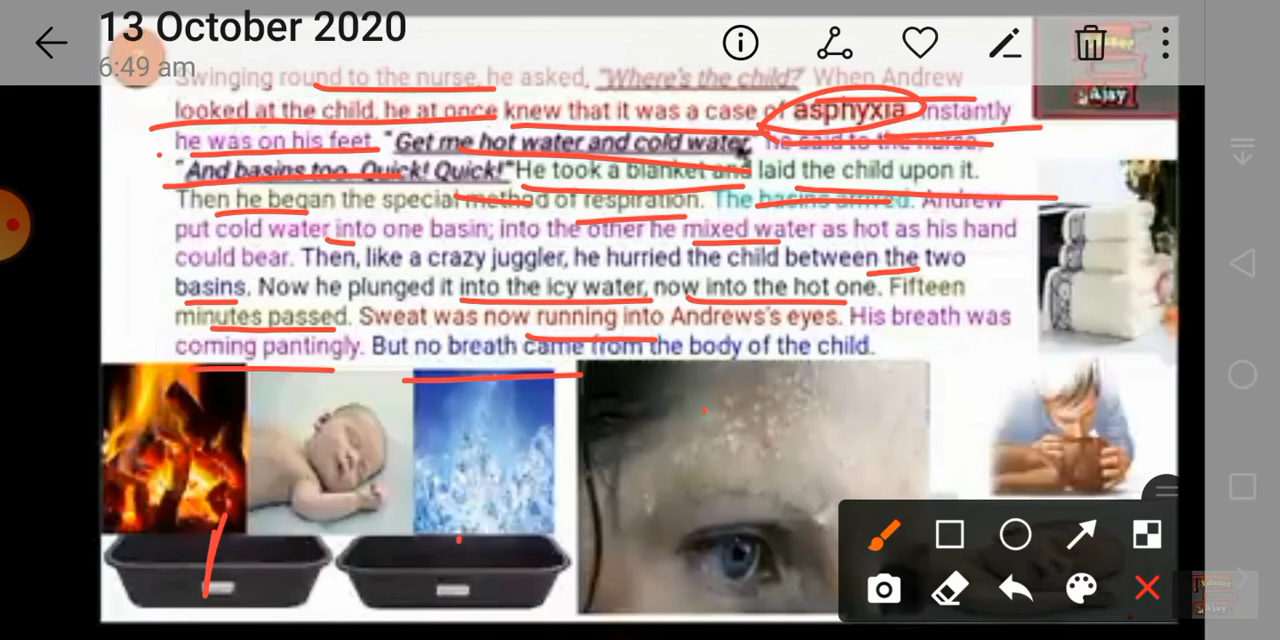 13 October 2020
6:49 am
Swinging round to the nurse, he asked, "Where's the child?" When Andrew
looked at the child, he at once knew that it was a case of asphyxia. Instantly
he was on his feet. "Get me hot water and cold water," he said to the nurse.
"And basins too. Quick! Quick!" He took a blanket and laid the child upon it.
Then he began the special method of respiration. The basins arrived. Andrew
put cold water into one basin; into the other he mixed water as hot as his hand
could bear. Then, like a crazy juggler, he hurried the child between the two
basins. Now he plunged it into the icy water, now into the hot one. Fifteen
minutes passed. Sweat was now running into Andrews's eyes. His breath was
coming pantingly. But no breath came from the body of the child.
Ajay
Ajay